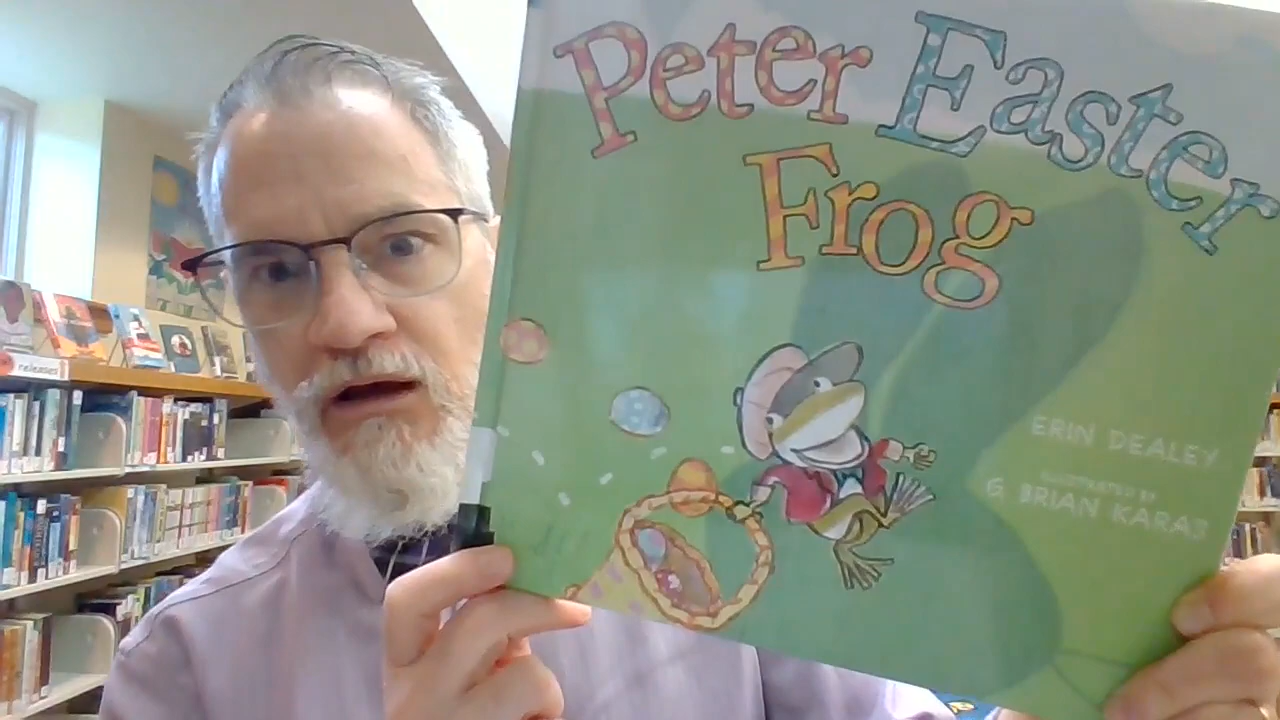 Peter Easter
Frog
ERIN DEALEY
ILLUSTRATED BY
G. BRIAN KARAS
releases